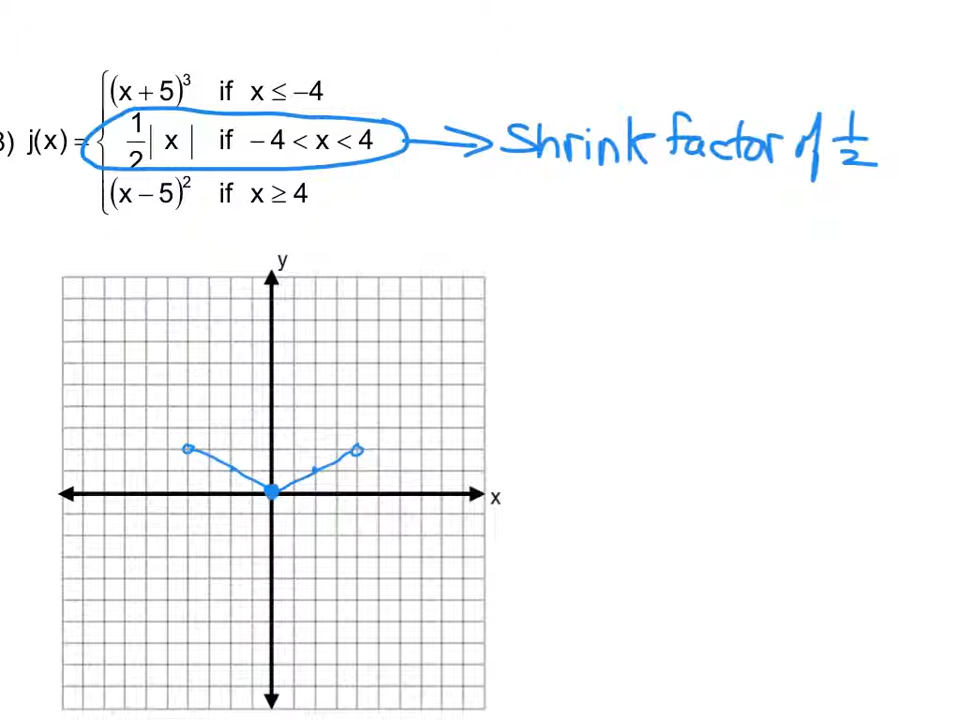 (x + 5)³ if x ≤ −4
3) j(x) = { 1/2 | x | if − 4 < x < 4 Shrink factor of 1/2
(x − 5)² if x ≥ 4
y
x